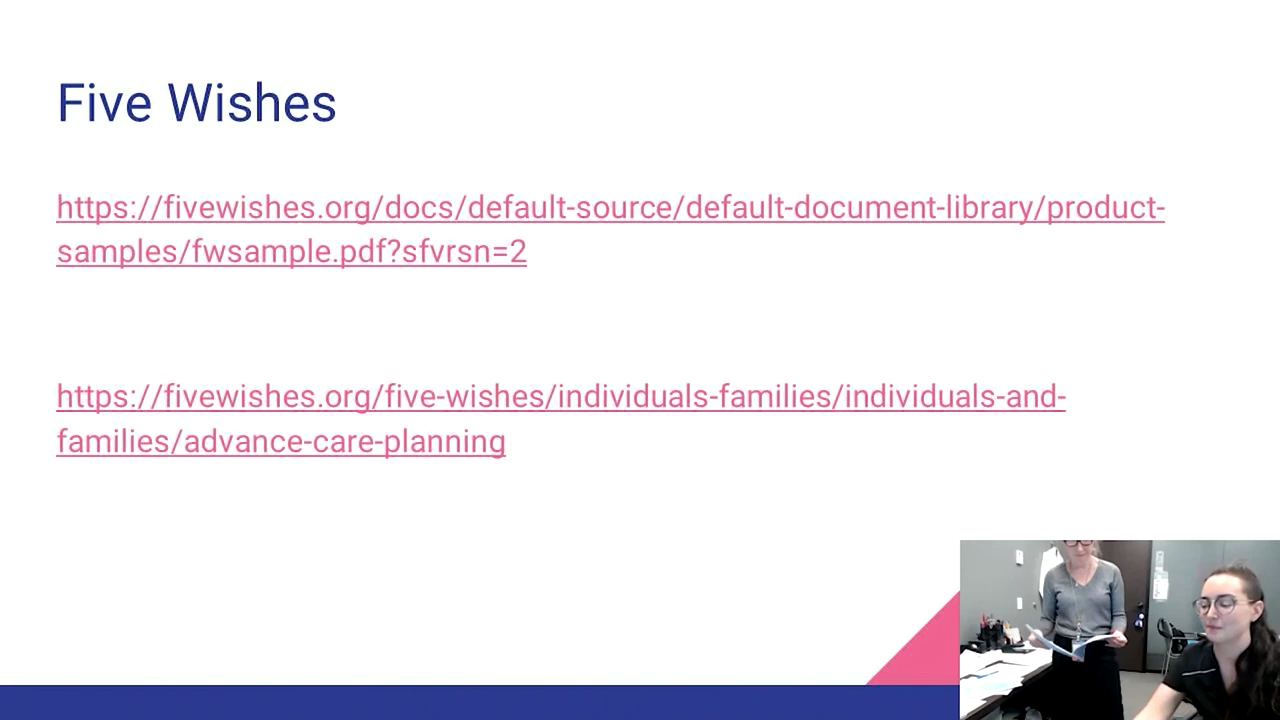 Five Wishes
https://fivewishes.org/docs/default-source/default-document-library/product-
samples/fwsample.pdf?sfvrsn=2
https://fivewishes.org/five-wishes/individuals-families/individuals-and-
families/advance-care-planning